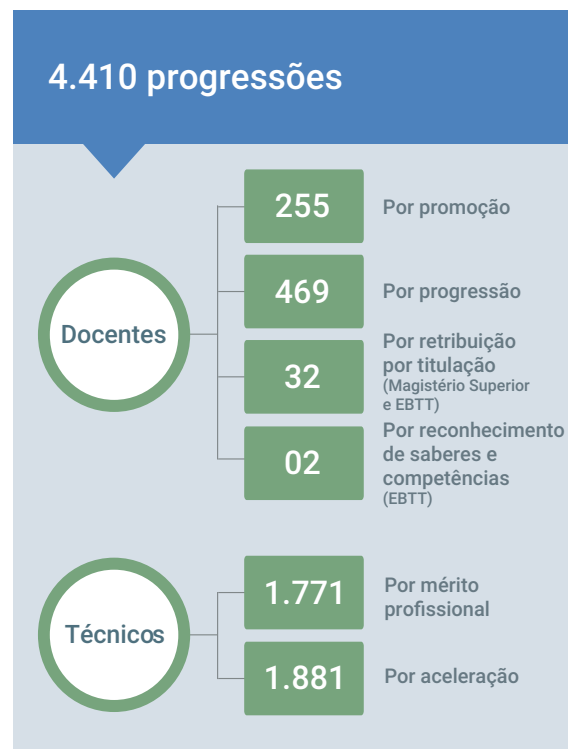 4.410 progressões
Docentes
255
Por promoção
469
Por progressão
32
Por retribuição
por titulação
(Magistério Superior
e EBTT)
02
Por reconhecimento
de saberes e
competências
(EBTT)
Técnicos
1.771
Por mérito
profissional
1.881
Por aceleração